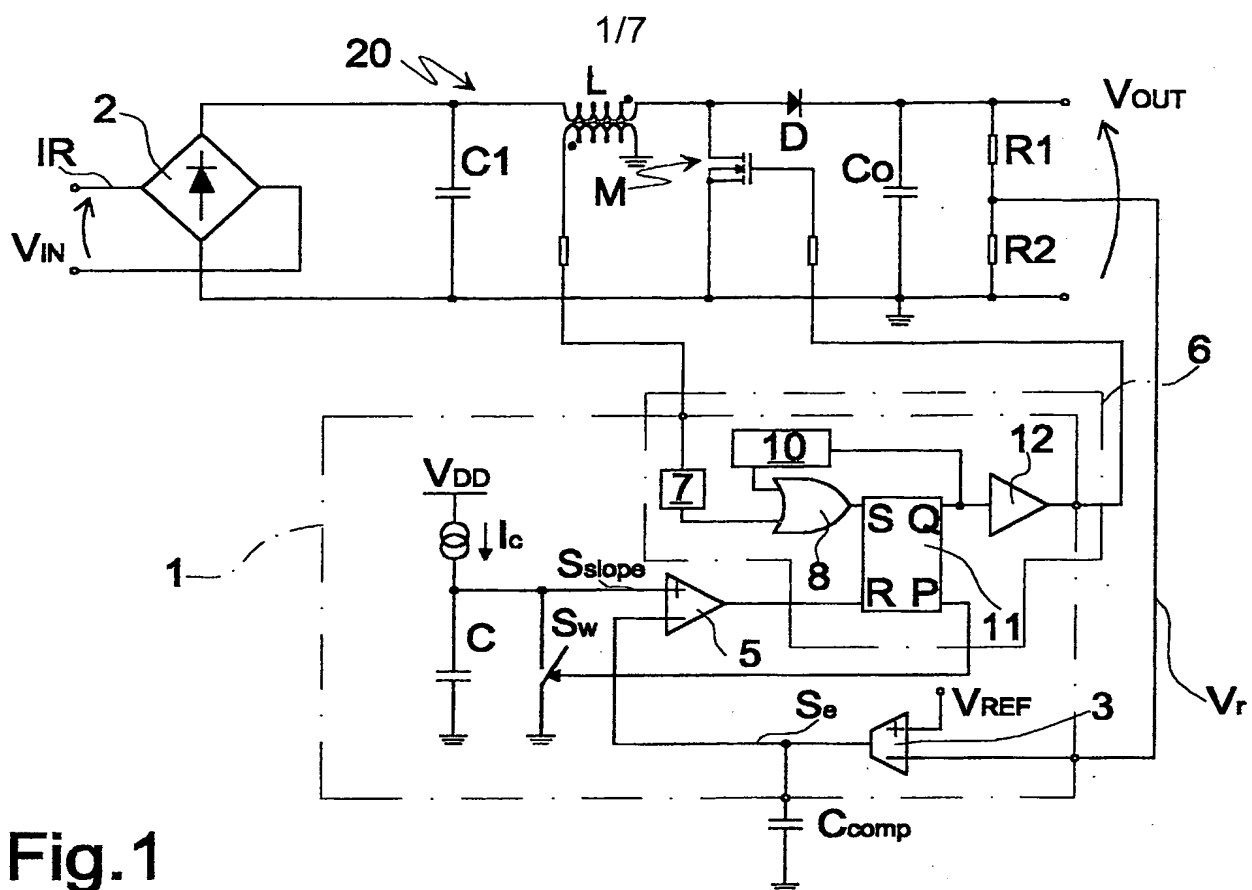 1/7
20
L
2
VOUT
IR
C1
D
R1
Co
M
VIN
R2
6
10
12
VDD
7
S Q
Ic
1
8
Sslope
+
R P
11
Sw
5
C
−
Se
VREF
3
+
Vr
−
Ccomp
Fig.1